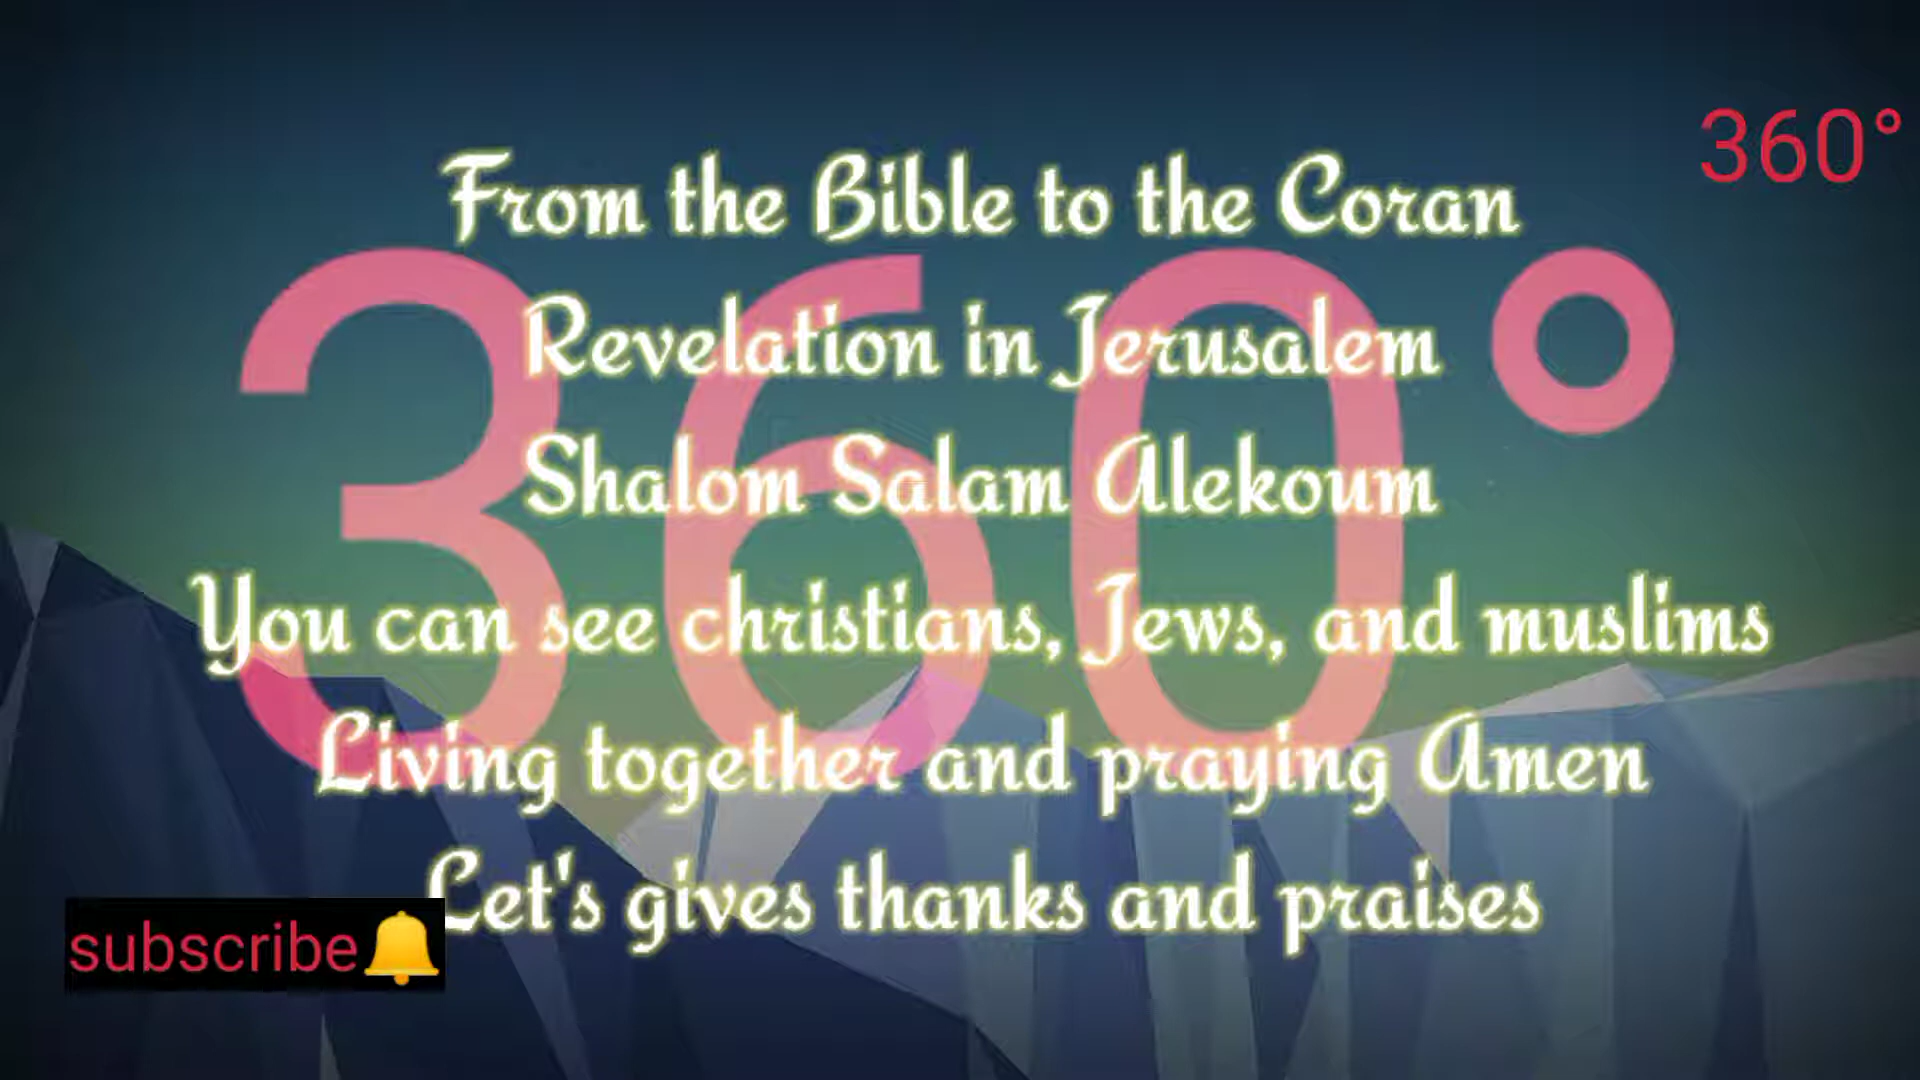 360°
From the Bible to the Coran
360°
Revelation in Jerusalem
Shalom Salam Alekoum
You can see christians, Jews, and muslims
Living together and praying Amen
Let's gives thanks and praises
subscribe🔔